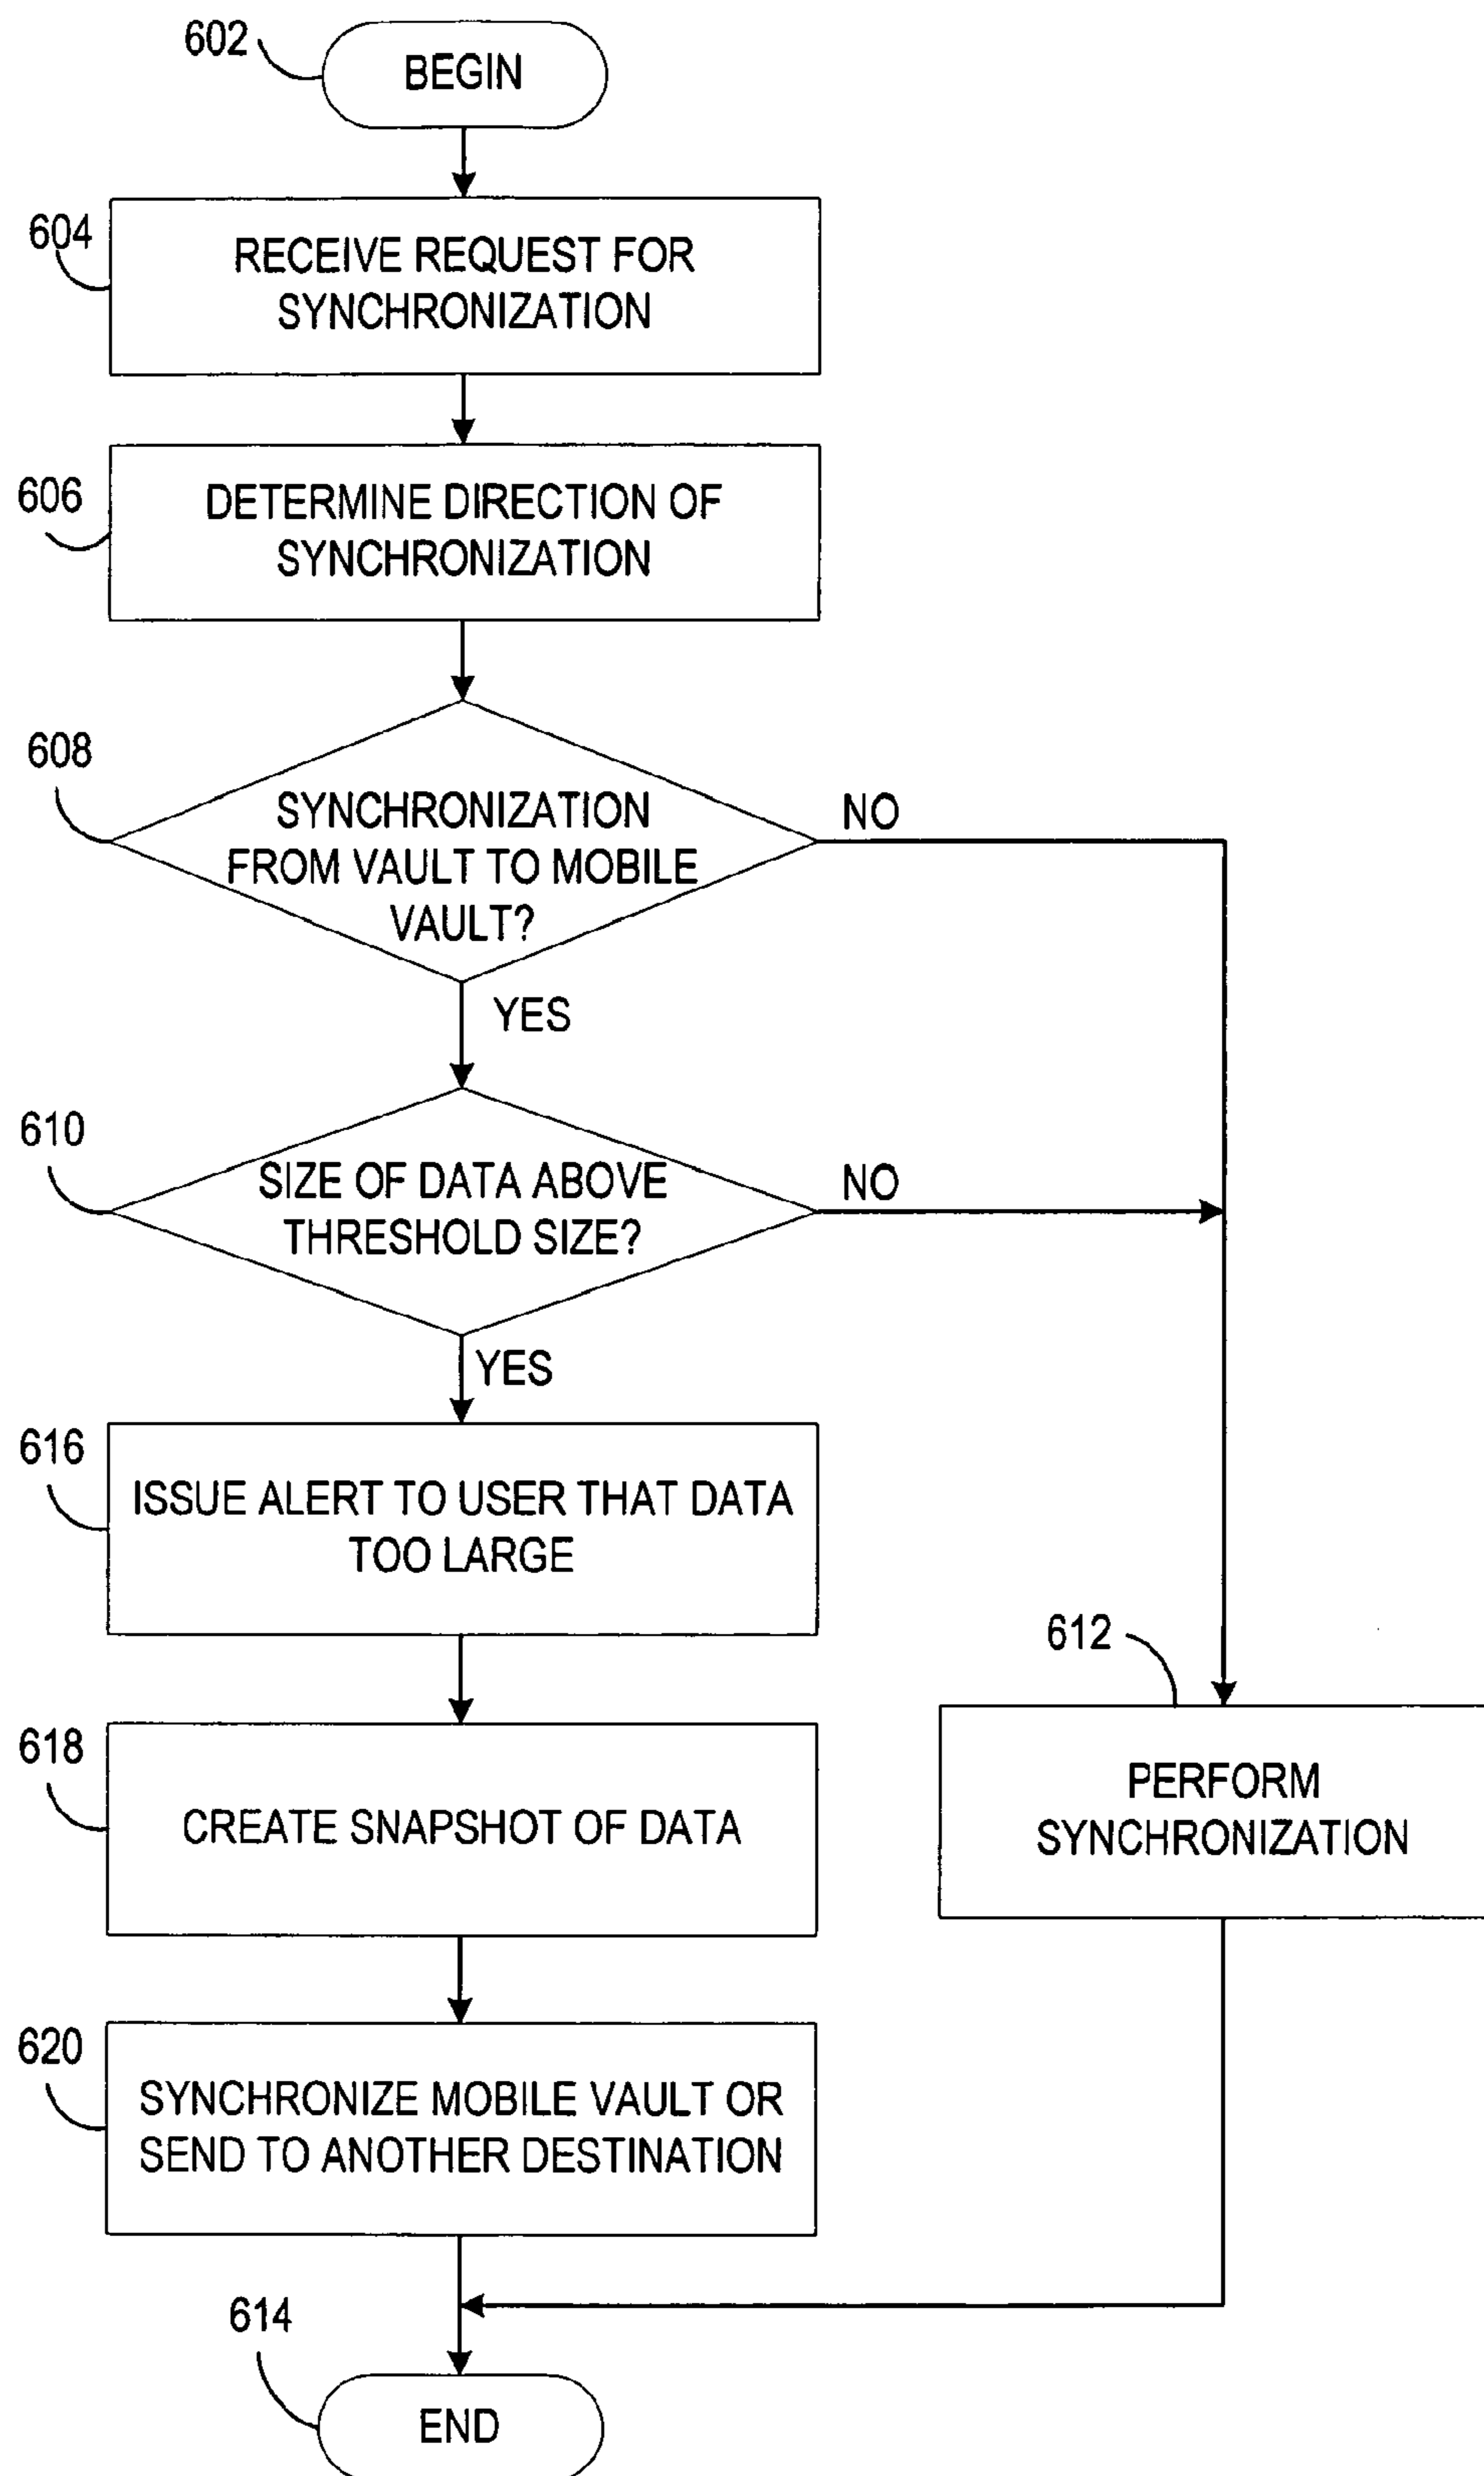 602
BEGIN
604
RECEIVE REQUEST FOR
SYNCHRONIZATION
606
DETERMINE DIRECTION OF
SYNCHRONIZATION
608
SYNCHRONIZATION
FROM VAULT TO MOBILE
VAULT?
NO
YES
610
SIZE OF DATA ABOVE
THRESHOLD SIZE?
NO
YES
616
ISSUE ALERT TO USER THAT DATA
TOO LARGE
612
PERFORM
SYNCHRONIZATION
618
CREATE SNAPSHOT OF DATA
620
SYNCHRONIZE MOBILE VAULT OR
SEND TO ANOTHER DESTINATION
614
END